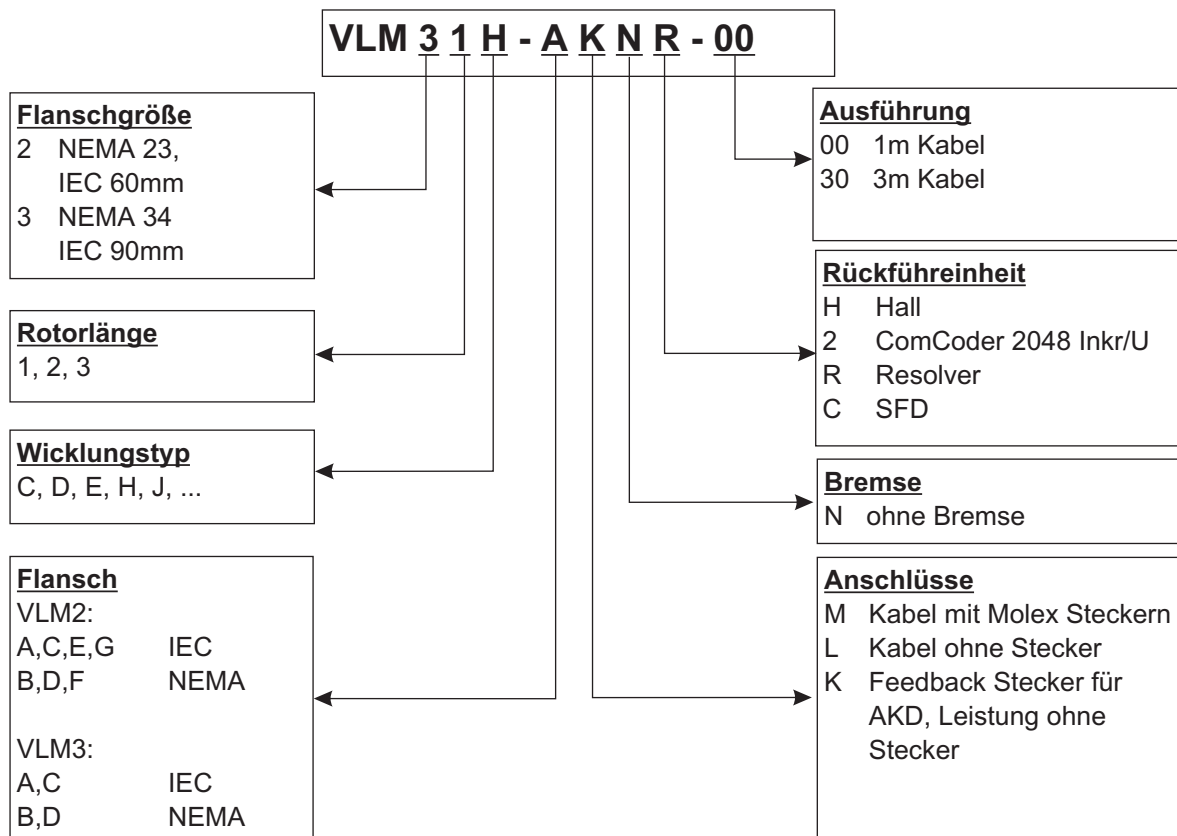 VLM 3 1 H - A K N R - 00
Flanschgröße
2 NEMA 23,
IEC 60mm
3 NEMA 34
IEC 90mm
Rotorlänge
1, 2, 3
Wicklungstyp
C, D, E, H, J, ...
Flansch
VLM2:
A,C,E,G IEC
B,D,F NEMA
VLM3:
A,C IEC
B,D NEMA
Ausführung
00 1m Kabel
30 3m Kabel
Rückführeinheit
H Hall
2 ComCoder 2048 Inkr/U
R Resolver
C SFD
Bremse
N ohne Bremse
Anschlüsse
M Kabel mit Molex Steckern
L Kabel ohne Stecker
K Feedback Stecker für
AKD, Leistung ohne
Stecker